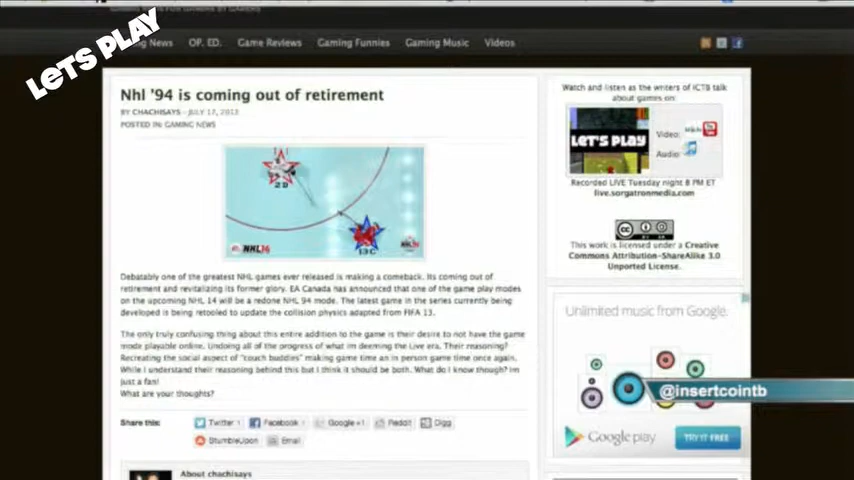 LETS PLAY
News OP. ED. Game Reviews Gaming Funnies Gaming Music Videos
Nhl '94 is coming out of retirement
BY CHACHISAYS - JULY 17, 2013
POSTED IN: GAMING NEWS
NHL14
Debatably one of the greatest NHL games ever released is making a comeback. Its coming out of
retirement and revitalizing its former glory. EA Canada has announced that one of the game play modes
on the upcoming NHL 14 will be a redone NHL 94 mode. The latest game in the series currently being
developed is being retooled to update the collision physics adapted from FIFA 13.
The only truly confusing thing about this entire addition to the game is their desire to not have the game
mode playable online. Undoing all of the progress of what im deeming the Live era. Their reasoning?
Recreating the social aspect of "couch buddies" making game time an in person game time once again.
While I understand their reasoning behind this but I think it should be both. What do I know though? Im
just a fan!
What are your thoughts?
Share this: Twitter 1 Facebook 1 Google +1 Reddit Digg
StumbleUpon Email
About chachisays
Watch and listen as the writers of ICTB talk
about games on:
LET'S PLAY
Video:
Audio:
Recorded LIVE Tuesday night 8 PM ET
live.sorgatronmedia.com
This work is licensed under a Creative
Commons Attribution-ShareAlike 3.0
Unported License.
Unlimited music from Google.
@insertcointb
Google play TRY IT FREE